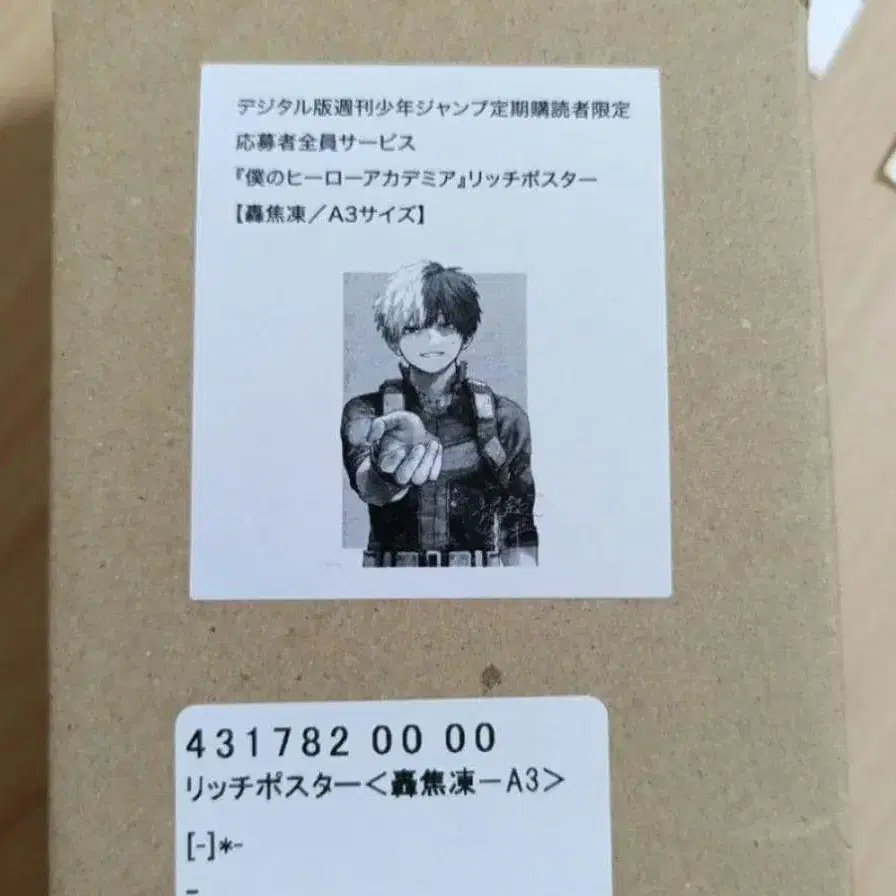 デジタル版週刊少年ジャンプ定期購読者限定
応募者全員サービス
『僕のヒーローアカデミア』リッチポスター
【轟焦凍／A3サイズ】
431782 00 00
リッチポスター＜轟焦凍ーA3＞
[-]*-
-